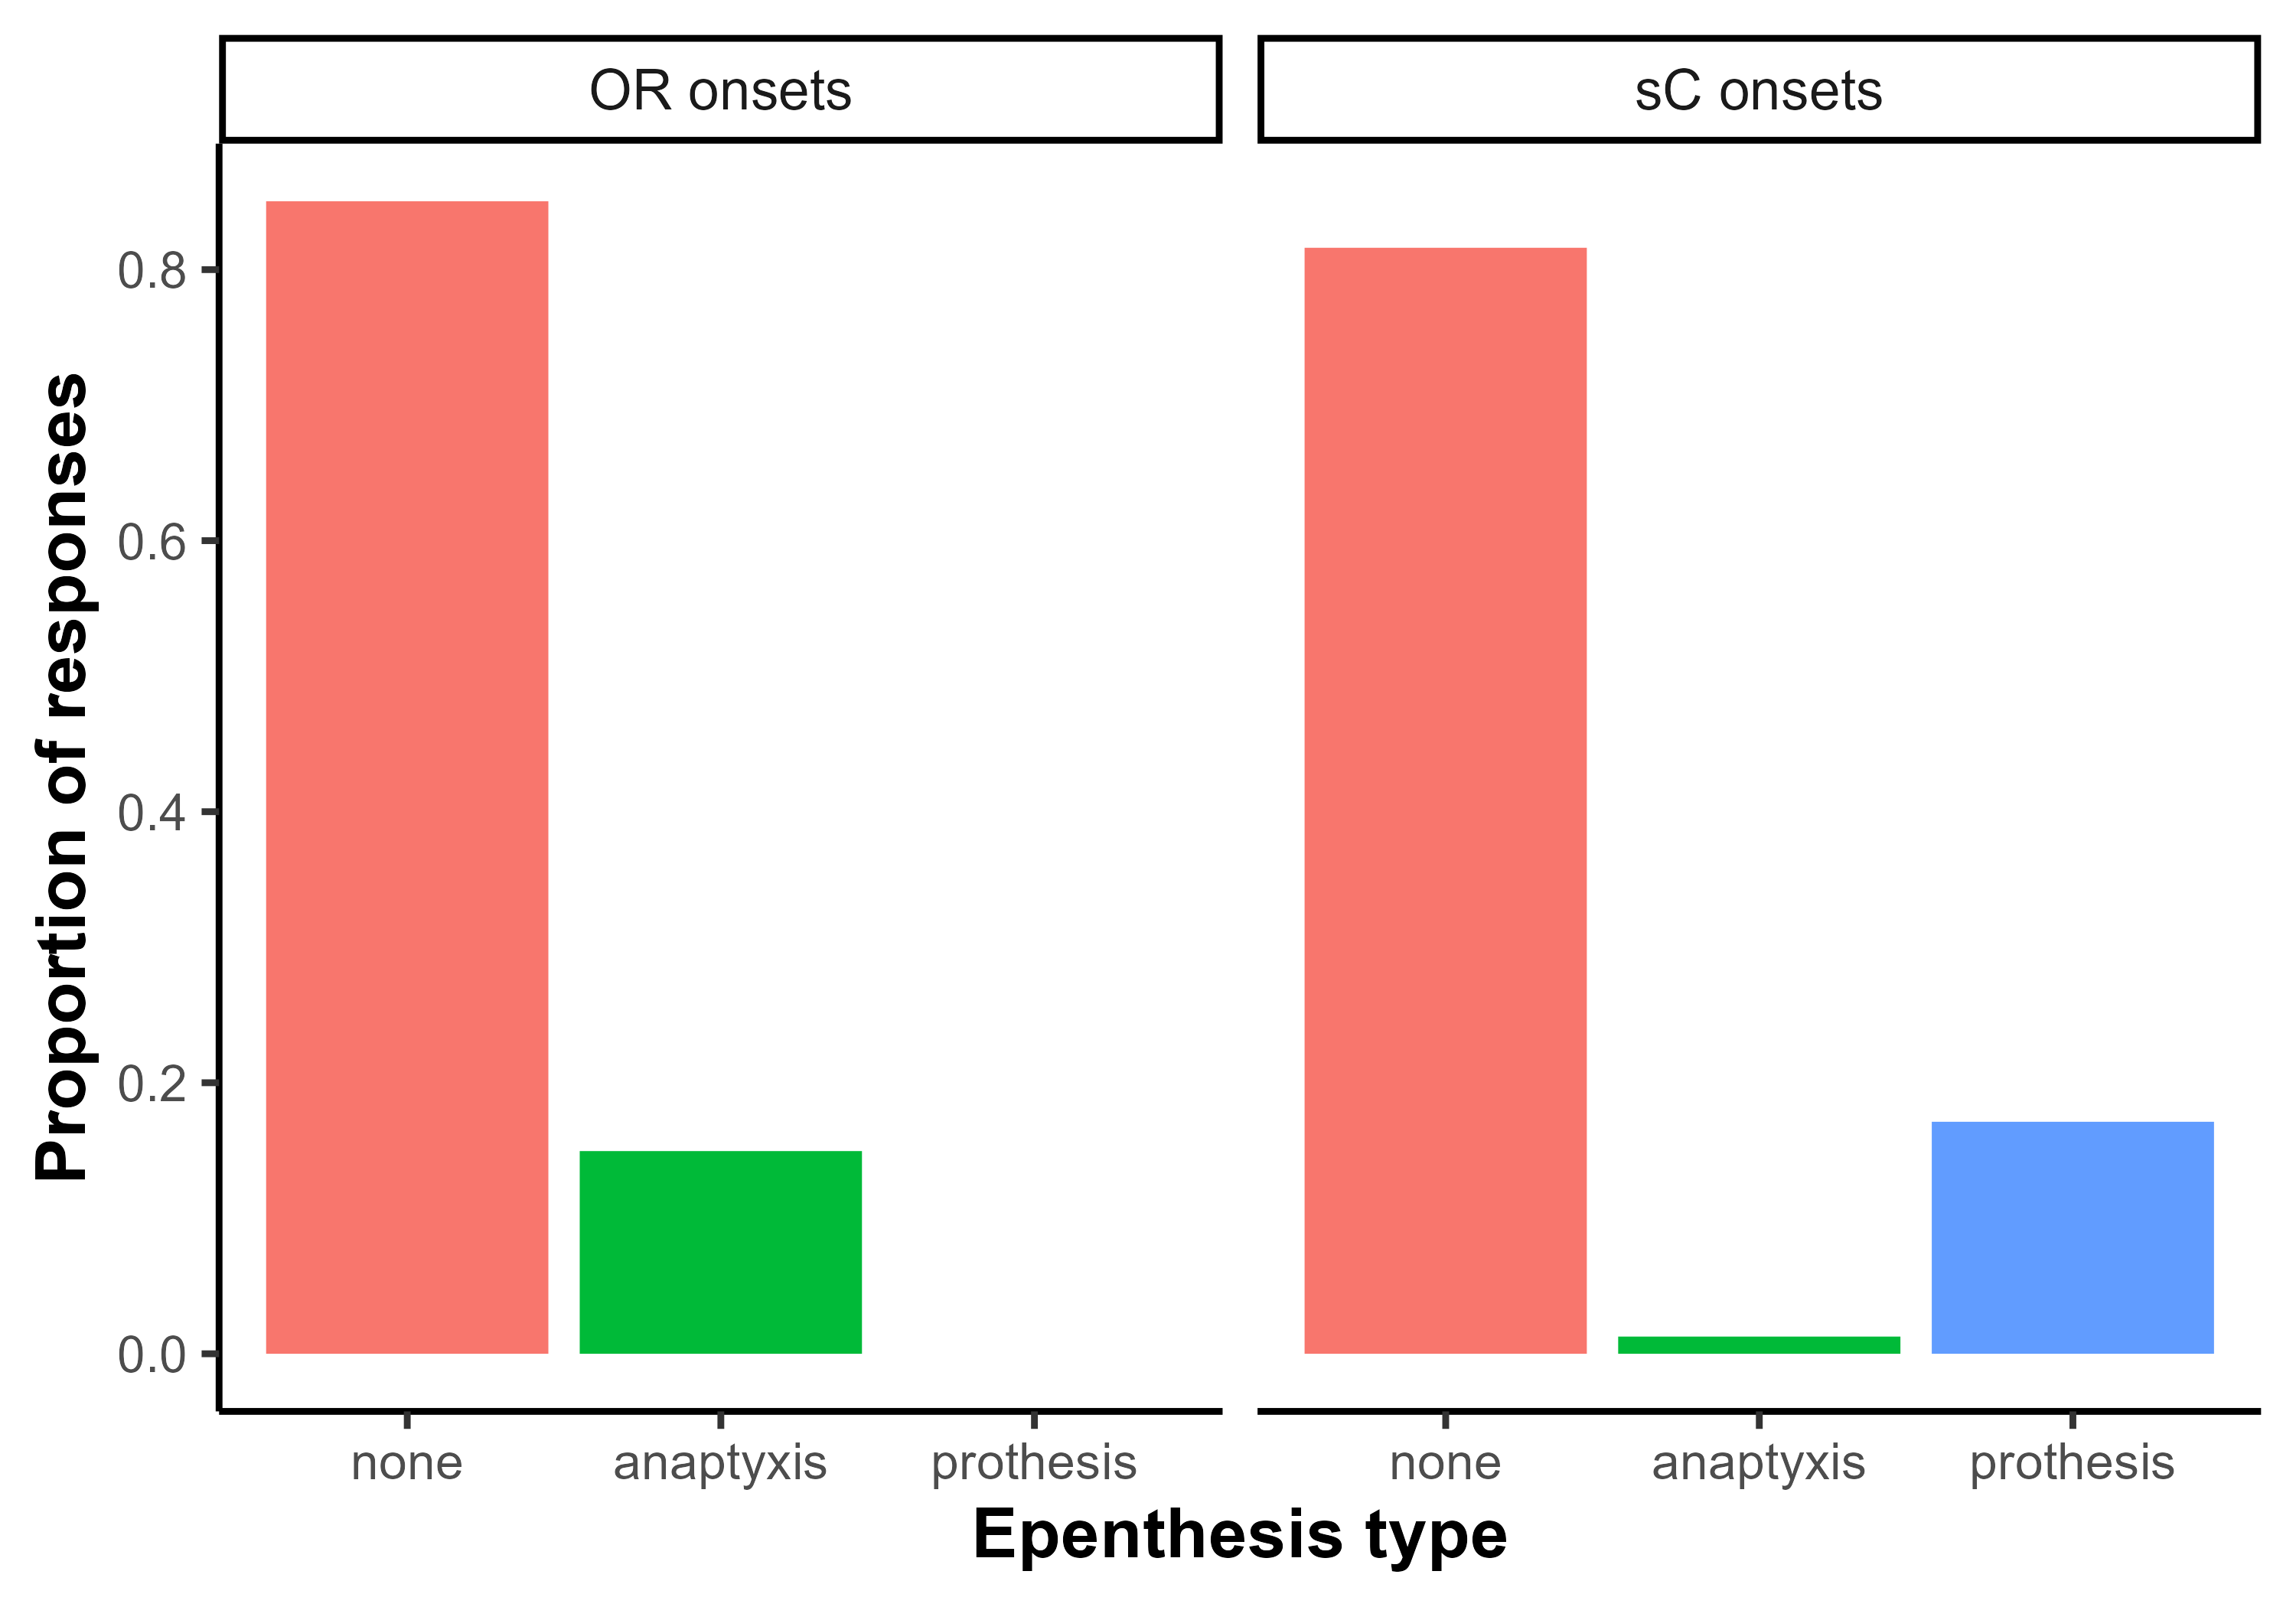 OR onsets
sC onsets
Proportion of responses
0.8
0.6
0.4
0.2
0.0
none anaptyxis prothesis
none anaptyxis prothesis
Epenthesis type